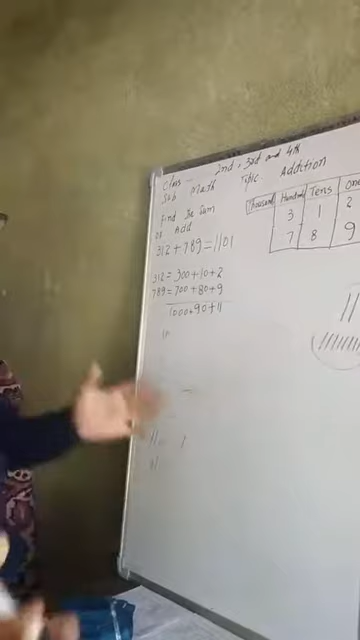 Class - 2nd, 3rd and 4th
Sub Math Topic Addition
Find the Sum
or Add
312 + 789 = 1101
312 = 300 + 10 + 2
789 = 700 + 80 + 9
1000 + 90 + 11
Thousand Hundred Tens One
3 1 2
7 8 9